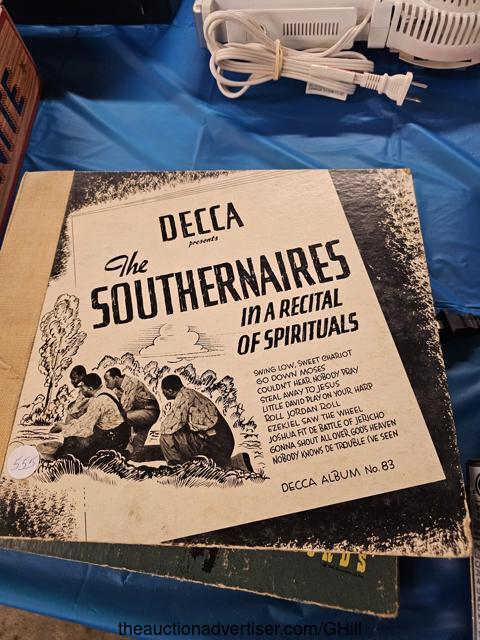 DECCA
presents
The
SOUTHERNAIRES
IN A RECITAL
OF SPIRITUALS
SWING LOW, SWEET CHARIOT
GO DOWN MOSES
COULDN'T HEAR NOBODY PRAY
STEAL AWAY TO JESUS
LITTLE DAVID PLAY ON YOUR HARP
ROLL JORDAN ROLL
EZEKIEL SAW THE WHEEL
JOSHUA FIT DE BATTLE OF JERICHO
GONNA SHOUT ALL OVER GOD'S HEAVEN
NOBODY KNOWS DE TROUBLE I'VE SEEN
DECCA ALBUM No. 83
555
theauctionadvertiser.com/GHill